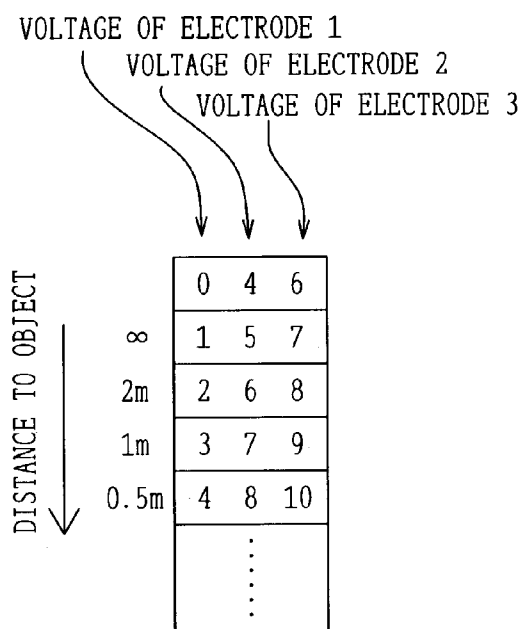 VOLTAGE OF ELECTRODE 1
VOLTAGE OF ELECTRODE 2
VOLTAGE OF ELECTRODE 3
DISTANCE TO OBJECT
0 4 6
∞ 1 5 7
2m 2 6 8
1m 3 7 9
0.5m 4 8 10